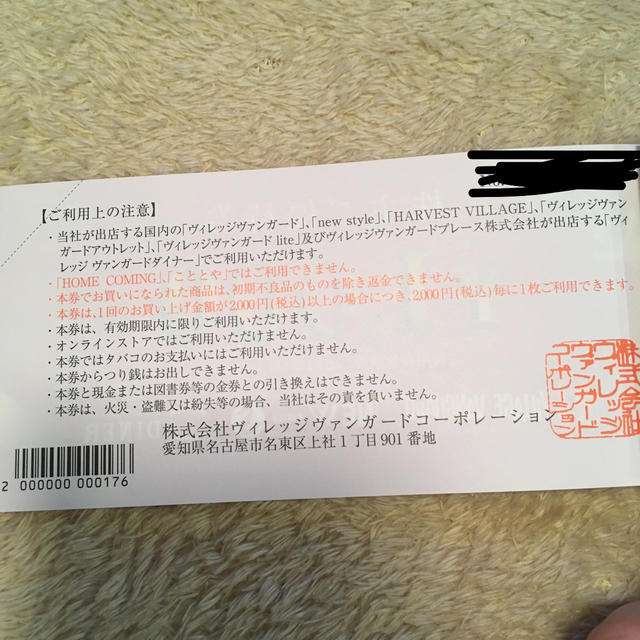 【ご利用上の注意】
・当社が出店する国内の「ヴィレッジヴァンガード」、「new style」、「HARVEST VILLAGE」、「ヴィレッジヴァン
ガードアウトレット」、「ヴィレッジヴァンガード lite」及びヴィレッジヴァンガードプレース株式会社が出店する「ヴィ
レッジ ヴァンガードダイナー」でご利用いただけます。
・「HOME COMING」、「こととや」ではご利用できません。
・本券でお買いになられた商品は、初期不良品のものを除き返金できません。
・本券は、1回のお買い上げ金額が2,000円(税込)以上の場合につき、2,000円(税込)毎に1枚ご利用できます。
・本券は、有効期限内に限りご利用いただけます。
・オンラインストアではご利用いただけません。
・本券ではタバコのお支払いにはご利用いただけません。
・本券からつり銭はお出しできません。
・本券と現金または図書券等の金券との引き換えはできません。
・本券は、火災・盗難又は紛失等の場合、当社はその責を負いません。
株式会社ヴィレッジヴァンガードコーポレーション
愛知県名古屋市名東区上社1丁目901番地
株式会社
ヴィレッジ
ヴァンガード
コーポレーション
2 000000 000176